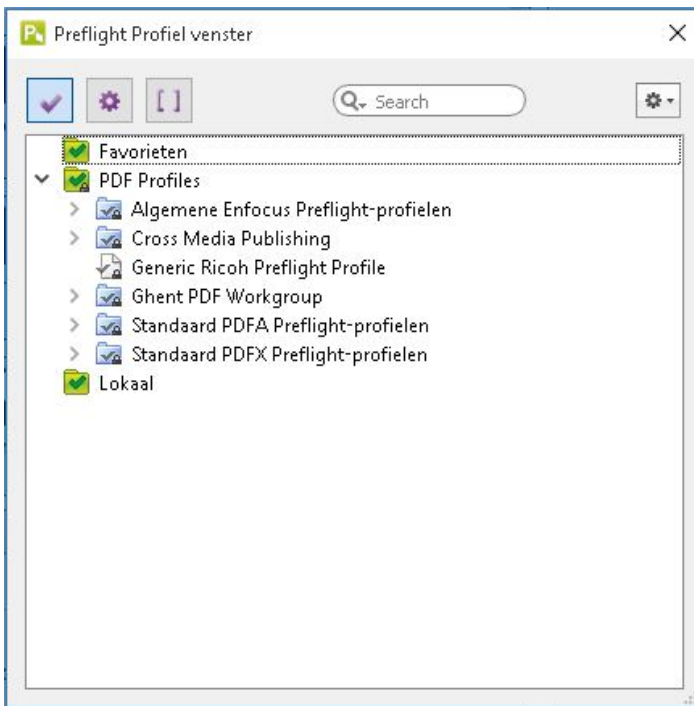 Preflight Profiel venster
Search
Favorieten
PDF Profiles
Algemene Enfocus Preflight-profielen
Cross Media Publishing
Generic Ricoh Preflight Profile
Ghent PDF Workgroup
Standaard PDFA Preflight-profielen
Standaard PDFX Preflight-profielen
Lokaal